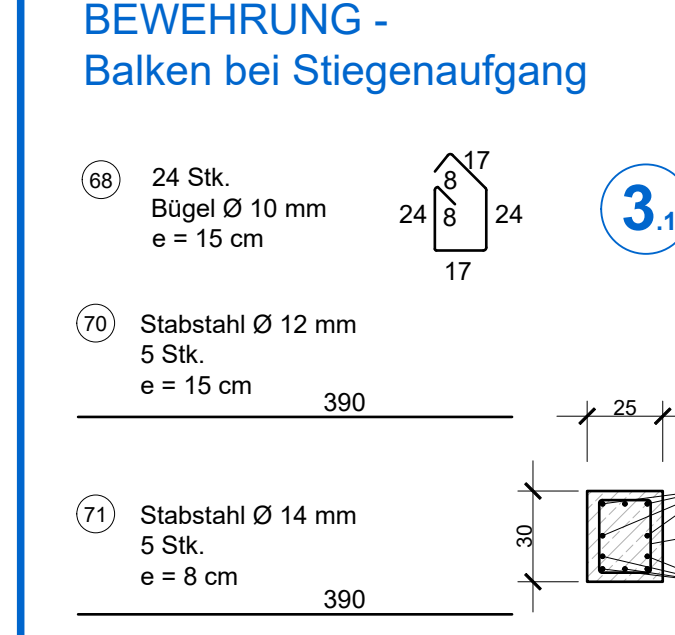 BEWEHRUNG -
Balken bei Stiegenaufgang
68
24 Stk.
Bügel Ø 10 mm
e = 15 cm
17
8
24
8
24
17
3.1
70
Stabstahl Ø 12 mm
5 Stk.
e = 15 cm
390
25
71
Stabstahl Ø 14 mm
5 Stk.
e = 8 cm
390
30